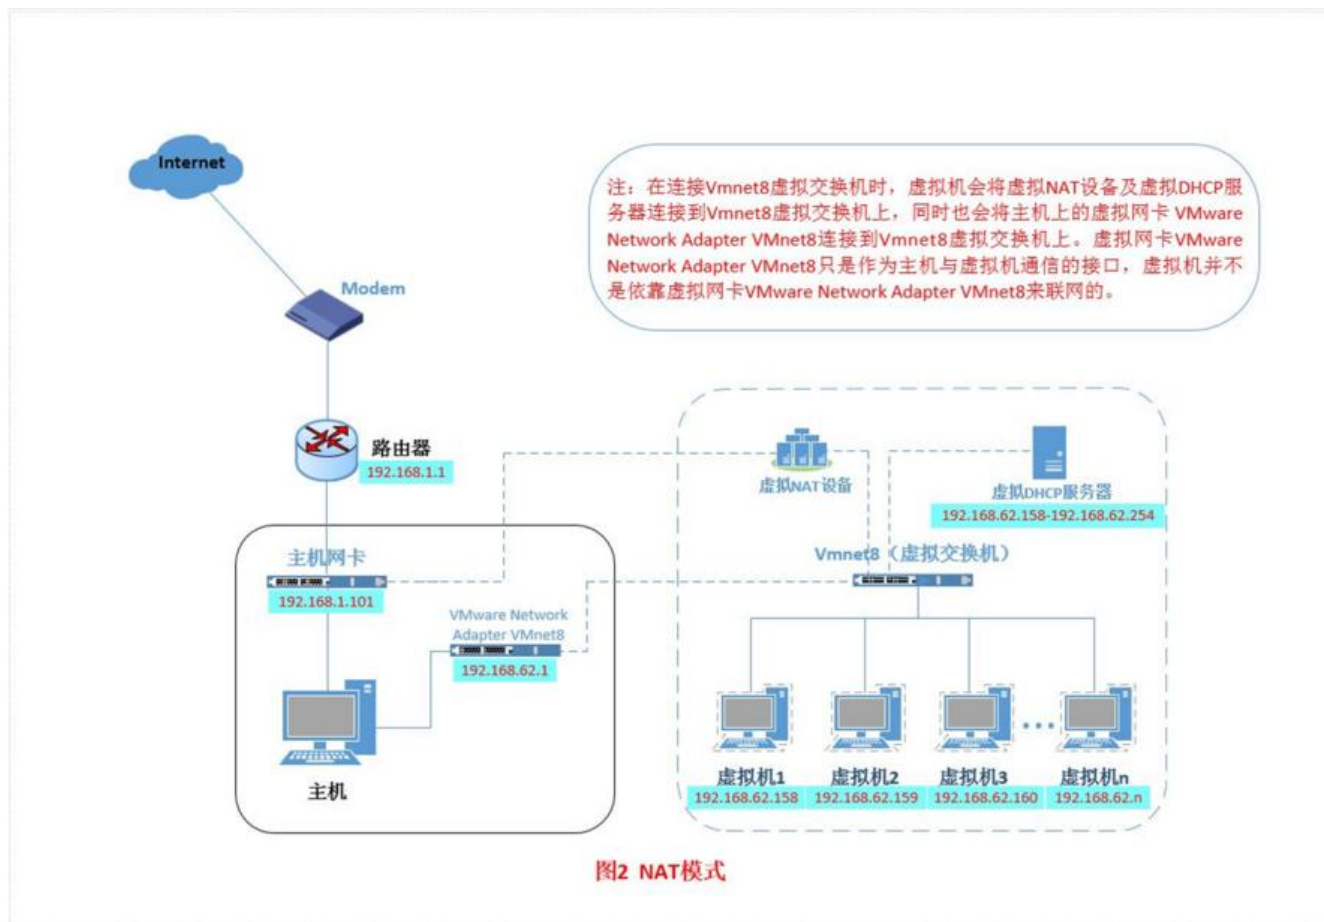 Internet
注：在连接Vmnet8虚拟交换机时，虚拟机会将虚拟NAT设备及虚拟DHCP服
务器连接到Vmnet8虚拟交换机上，同时也会将主机上的虚拟网卡 VMware
Network Adapter VMnet8连接到Vmnet8虚拟交换机上。虚拟网卡VMware
Network Adapter VMnet8只是作为主机与虚拟机通信的接口，虚拟机并不
是依靠虚拟网卡VMware Network Adapter VMnet8来联网的。
Modem
路由器
192.168.1.1
虚拟NAT设备
虚拟DHCP服务器
192.168.62.158-192.168.62.254
主机网卡
192.168.1.101
Vmnet8（虚拟交换机）
VMware Network
Adapter VMnet8
192.168.62.1
主机
虚拟机1
192.168.62.158
虚拟机2
192.168.62.159
虚拟机3
192.168.62.160
虚拟机n
192.168.62.n
图2 NAT模式